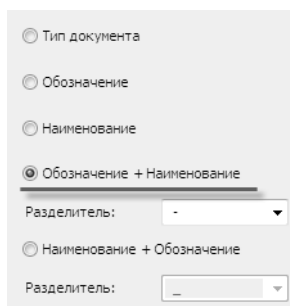 Тип документа
Обозначение
Наименование
Обозначение + Наименование
Разделитель: -
Наименование + Обозначение
Разделитель: _